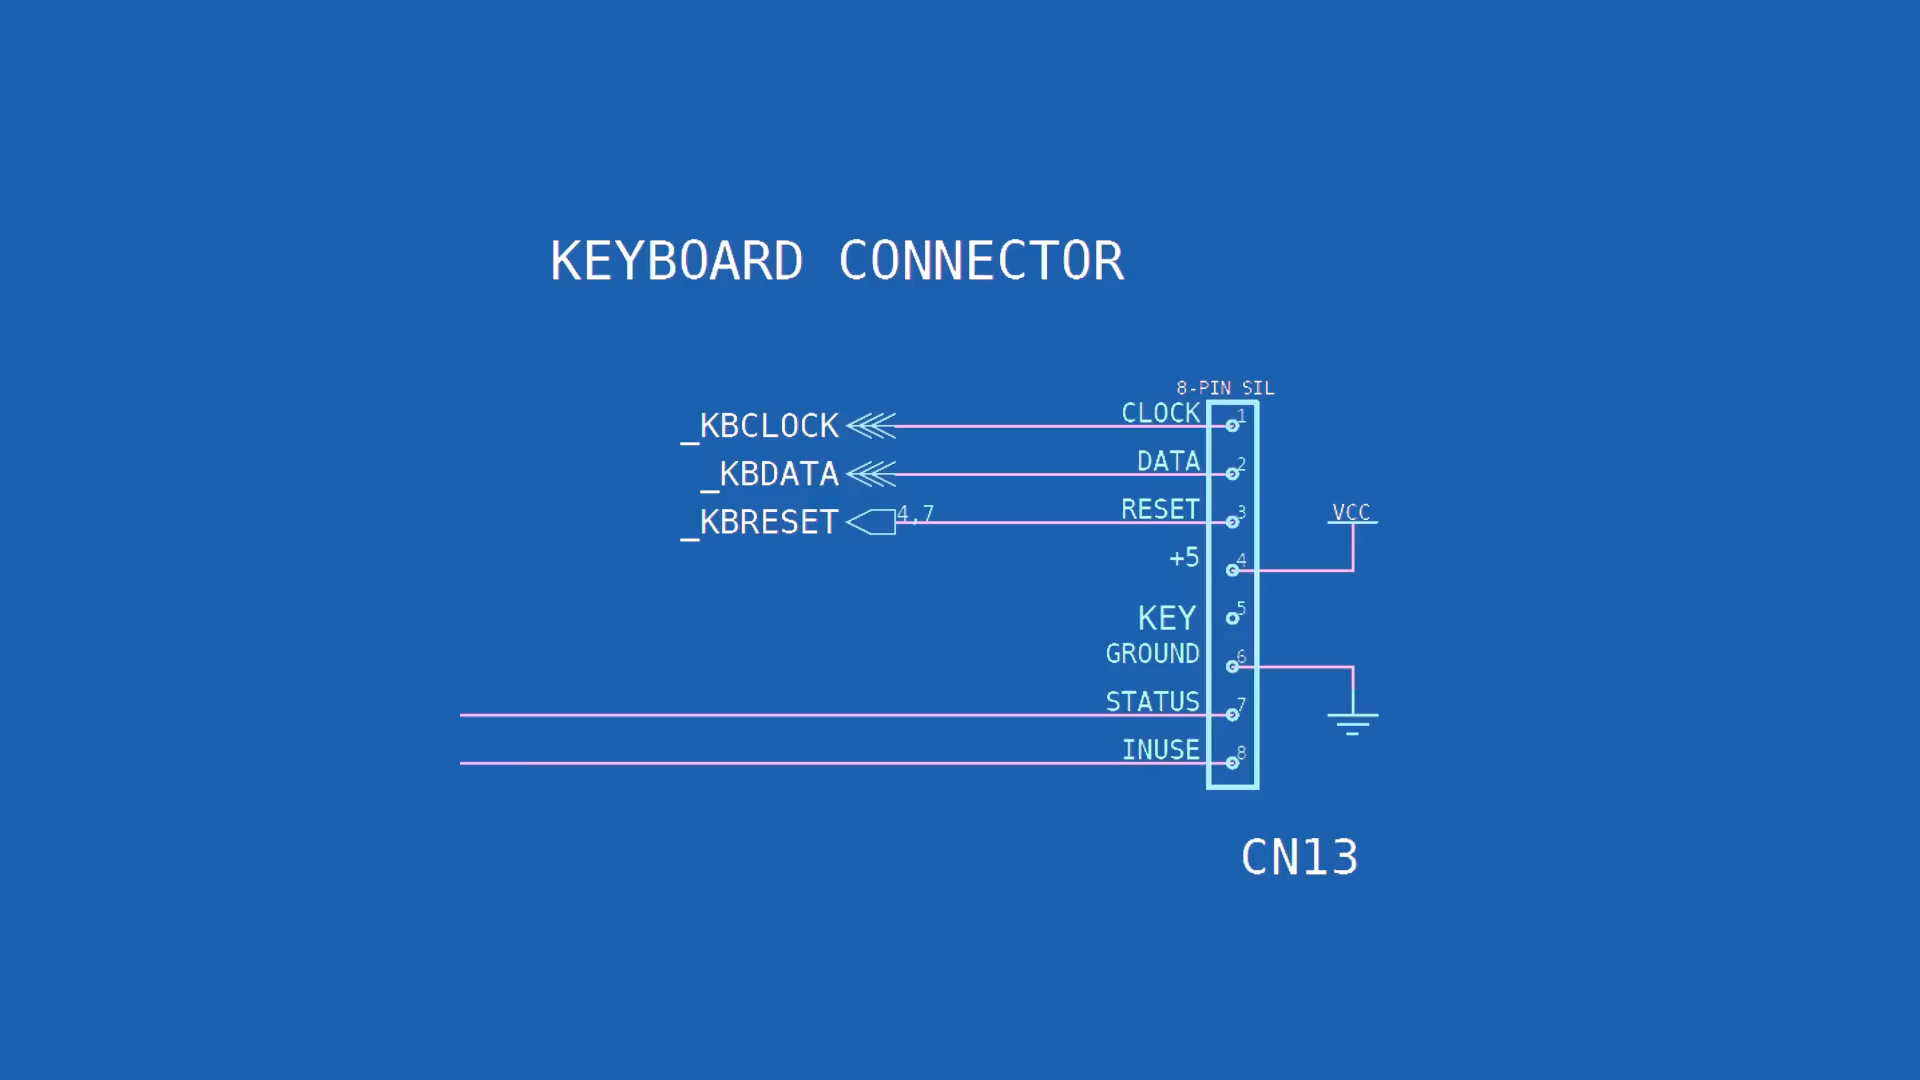 KEYBOARD CONNECTOR
8-PIN SIL
_KBCLOCK CLOCK 1
_KBDATA DATA 2
_KBRESET 4,7 RESET 3 VCC
+5 4
KEY 5
GROUND 6
STATUS 7
INUSE 8
CN13